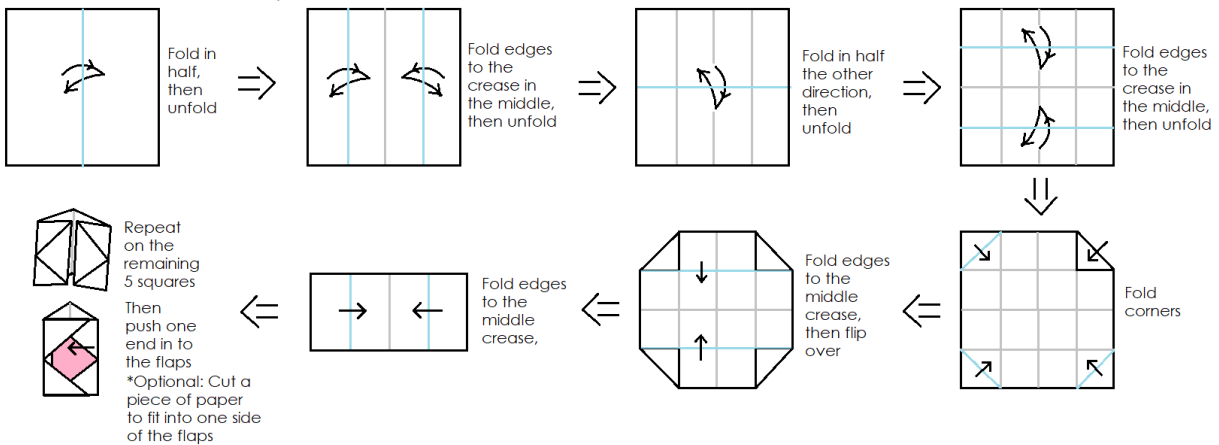 Fold in
half,
then
unfold
Fold edges
to the
crease in
the middle,
then unfold
Fold in half
the other
direction,
then
unfold
Fold edges
to the
crease in
the middle,
then unfold
Fold
corners
Fold edges
to the
middle
crease,
then flip
over
Fold edges
to the
middle
crease,
Repeat
on the
remaining
5 squares
Then
push one
end in to
the flaps
*Optional: Cut a
piece of paper
to fit into one side
of the flaps